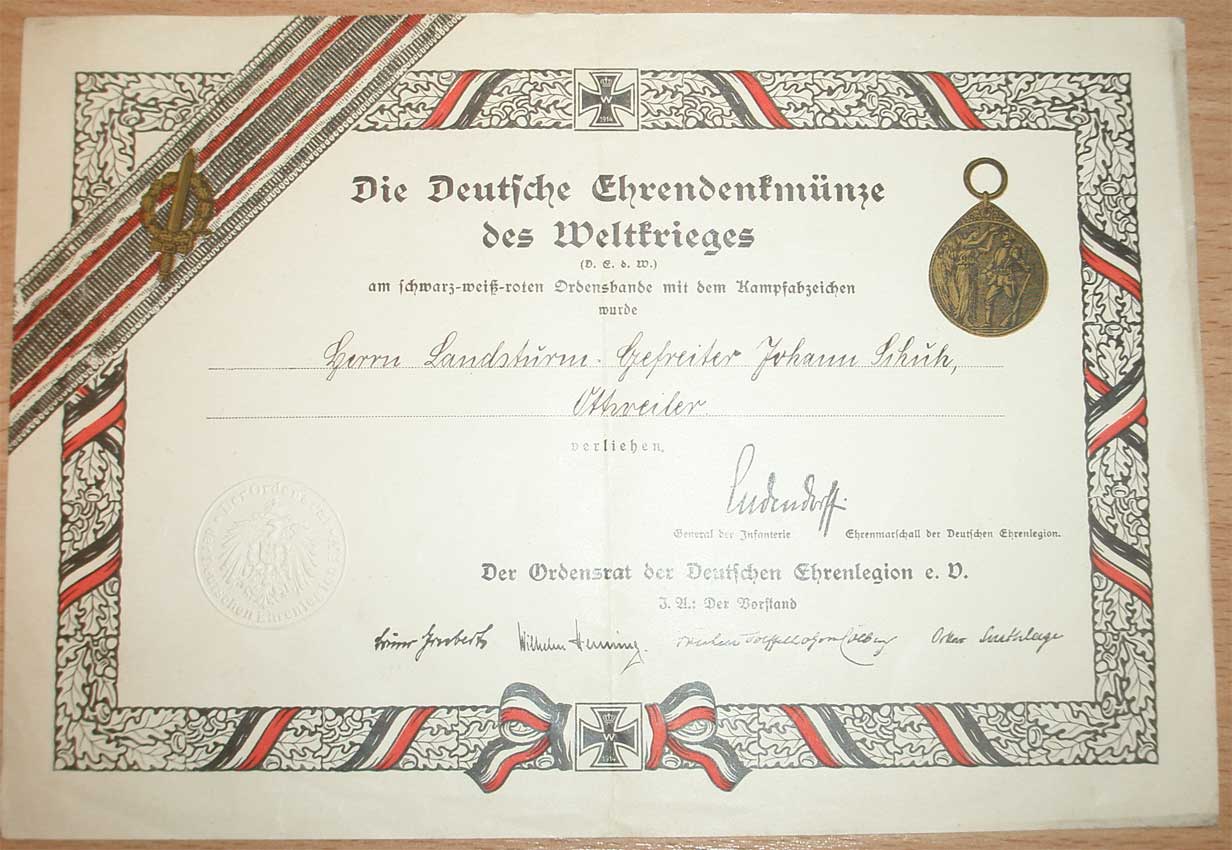 W
1914
Die Deutsche Ehrendenkmünze
des Weltkrieges
(D. E. d. W.)
am schwarz-weiß-roten Ordensbande mit dem Kampfabzeichen
wurde
Herrn Landsturm-Gefreiter Johann Schuh,
Ottweiler.
verliehen.
Ludendorff.
General der Infanterie Ehrenmarschall der Deutschen Ehrenlegion.
Der Ordensrat der Deutschen Ehrenlegion e. V.
J. A.: Der Vorstand
Wilhelm Henning. Oskar
W
1914